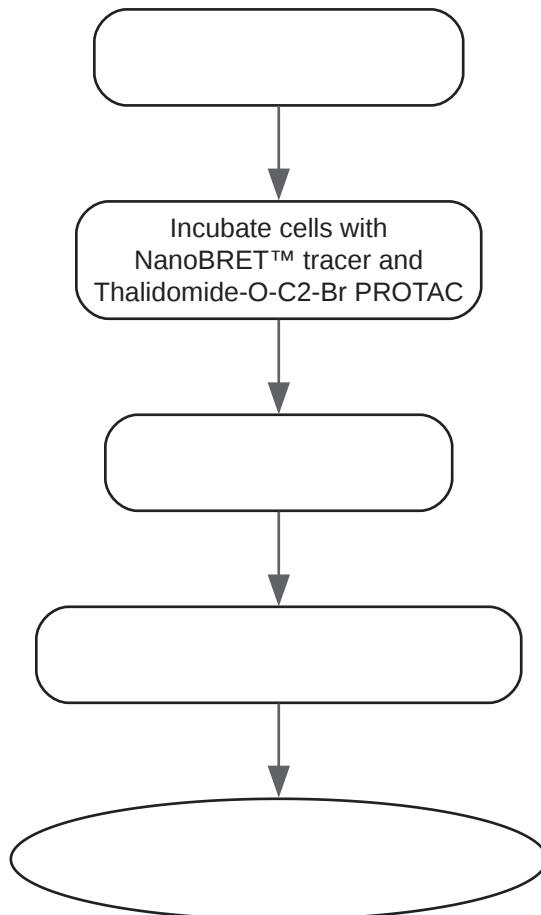 Incubate cells with
NanoBRET™ tracer and
Thalidomide-O-C2-Br PROTAC